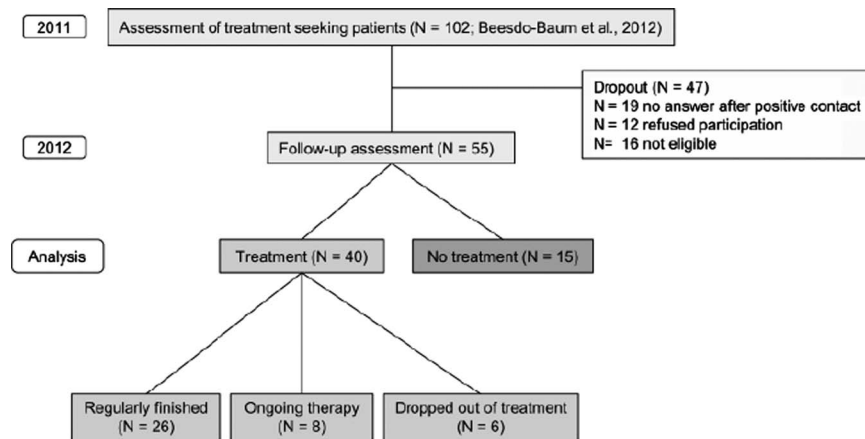 2011
Assessment of treatment seeking patients (N = 102; Beesdo-Baum et al., 2012)
Dropout (N = 47)
N = 19 no answer after positive contact
N = 12 refused participation
N= 16 not eligible
2012
Follow-up assessment (N = 55)
Analysis
Treatment (N = 40)
No treatment (N = 15)
Regularly finished
(N = 26)
Ongoing therapy
(N = 8)
Dropped out of treatment
(N = 6)